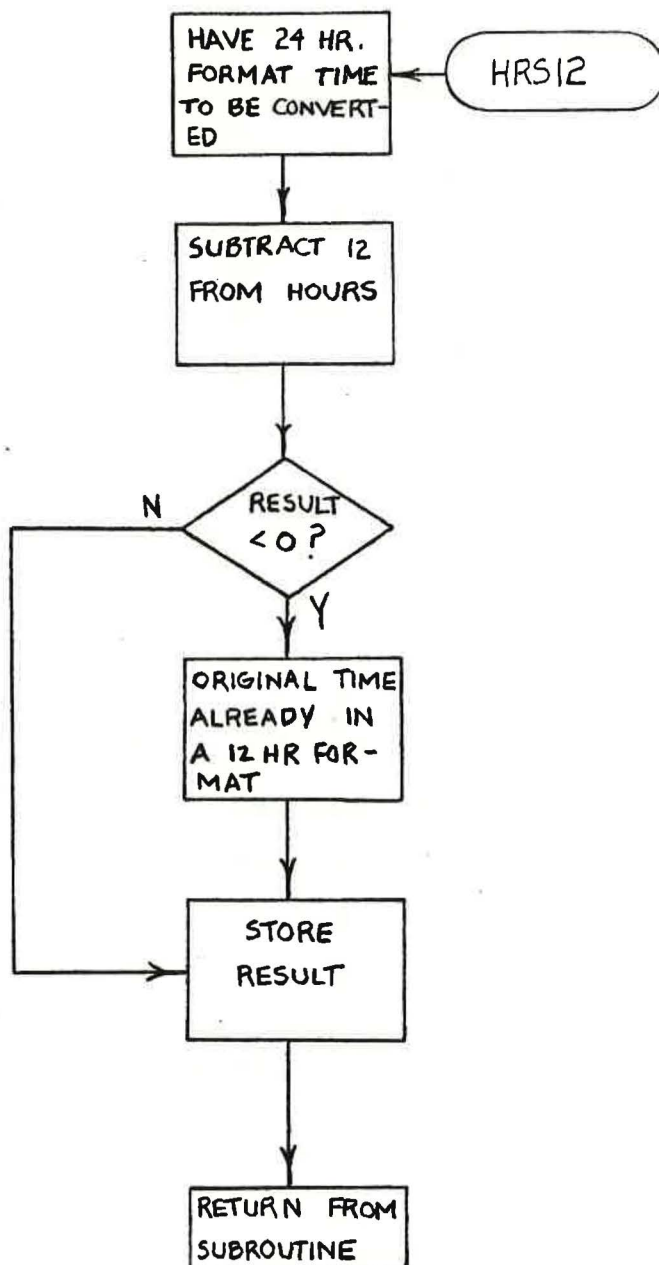 HAVE 24 HR.
FORMAT TIME
TO BE CONVERT-
ED
HRS12
SUBTRACT 12
FROM HOURS
RESULT
< 0 ?
N
Y
ORIGINAL TIME
ALREADY IN
A 12 HR FOR-
MAT
STORE
RESULT
RETURN FROM
SUBROUTINE